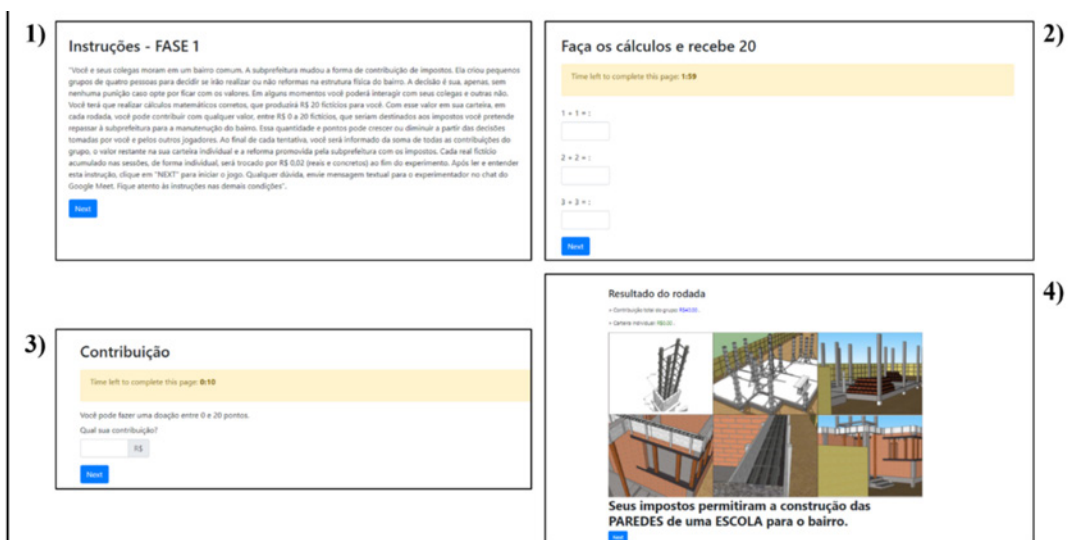 1)
Instruções - FASE 1
"Você e seus colegas moram em um bairro comum. A subprefeitura mudou a forma de contribuição de impostos. Ela criou pequenos
grupos de quatro pessoas para decidir se irão realizar ou não reformas na estrutura física do bairro. A decisão é sua, apenas, sem
nenhuma punição caso opte por ficar com os valores. Em alguns momentos você poderá interagir com seus colegas e outras não.
Você terá que realizar cálculos matemáticos corretos, que produzirá R$ 20 fictícios para você. Com esse valor em sua carteira, em
cada rodada, você pode contribuir com qualquer valor, entre R$ 0 a 20 fictícios, que seriam destinados aos impostos você pretende
repassar à subprefeitura para a manutenção do bairro. Essa quantidade e pontos pode crescer ou diminuir a partir das decisões
tomadas por você e pelos outros jogadores. Ao final de cada tentativa, você será informado da soma de todas as contribuições do
grupo, o valor restante na sua carteira individual e a reforma promovida pela subprefeitura com os impostos. Cada real fictício
acumulado nas sessões, de forma individual, será trocado por R$ 0,02 (reais e concretos) ao fim do experimento. Após ler e entender
esta instrução, clique em "NEXT" para iniciar o jogo. Qualquer dúvida, envie mensagem textual para o experimentador no chat do
Google Meet. Fique atento às instruções nas demais condições".
Next
2)
Faça os cálculos e recebe 20
Time left to complete this page: 1:59
1 + 1 = :
2 + 2 = :
3 + 3 = :
Next
3)
Contribuição
Time left to complete this page: 0:10
Você pode fazer uma doação entre 0 e 20 pontos.
Qual sua contribuição?
R$
Next
4)
Resultado do rodada
Contribuição total do grupo:
Carteira individual:
Seus impostos permitiram a construção das
PAREDES de uma ESCOLA para o bairro.
Next